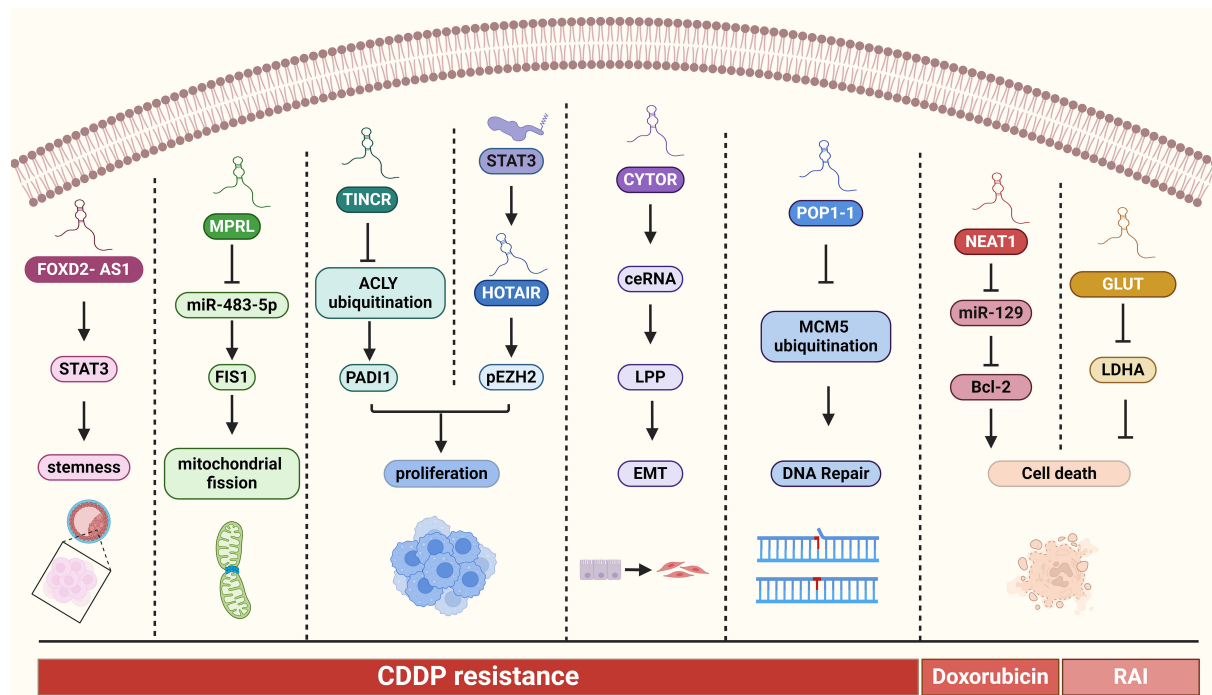 FOXD2- AS1
STAT3
stemness
MPRL
miR-483-5p
FIS1
mitochondrial
fission
TINCR
ACLY
ubiquitination
PADI1
STAT3
HOTAIR
pEZH2
proliferation
CYTOR
ceRNA
LPP
EMT
POP1-1
MCM5
ubiquitination
DNA Repair
NEAT1
miR-129
Bcl-2
GLUT
LDHA
Cell death
CDDP resistance
Doxorubicin
RAI